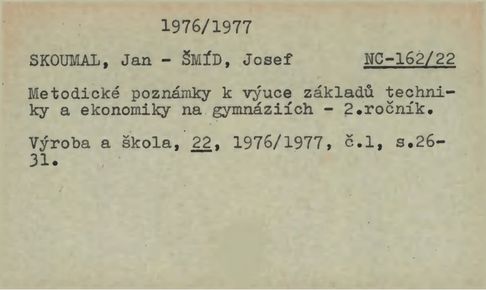 1976/1977
SKOUMAL, Jan - ŠMÍD, Josef NC-162/22
Metodické poznámky k výuce základů techni-
ky a ekonomiky na gymnáziích - 2.ročník.
Výroba a škola, 22, 1976/1977, č.1, s.26-
31.